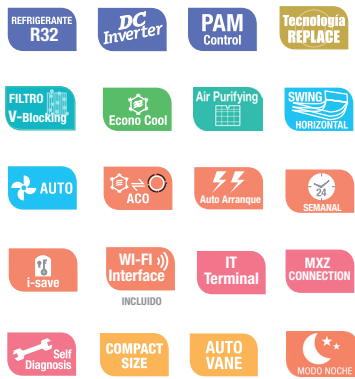 REFRIGERANTE
R32
DC
Inverter
PAM
Control
Tecnología
REPLACE
FILTRO
V-Blocking
Econo Cool
Air Purifying
SWING
HORIZONTAL
AUTO
ACO
Auto Arranque
24
SEMANAL
i-save
WI-FI
Interface
INCLUIDO
IT
Terminal
MXZ
CONNECTION
Self
Diagnosis
COMPACT
SIZE
AUTO
VANE
MODO NOCHE